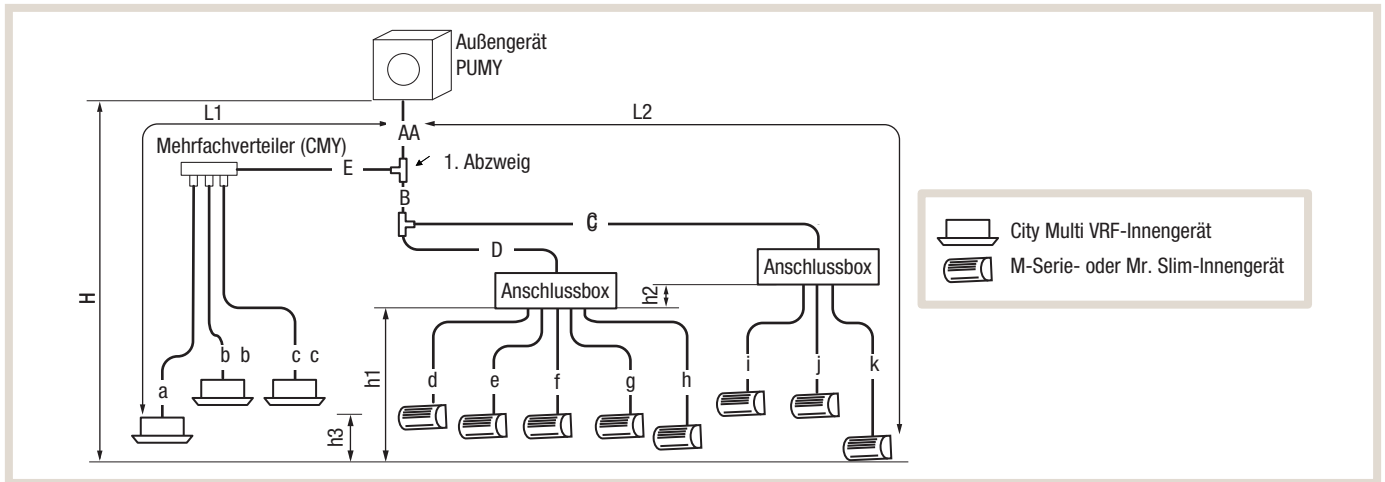 Außengerät
PUMY
L1
L2
AA
Mehrfachverteiler (CMY)
1. Abzweig
E
B
C
D
City Multi VRF-Innengerät
M-Serie- oder Mr. Slim-Innengerät
Anschlussbox
Anschlussbox
H
h2
h1
h3
a
b b
c c
d
e
f
g
h
i
j
k